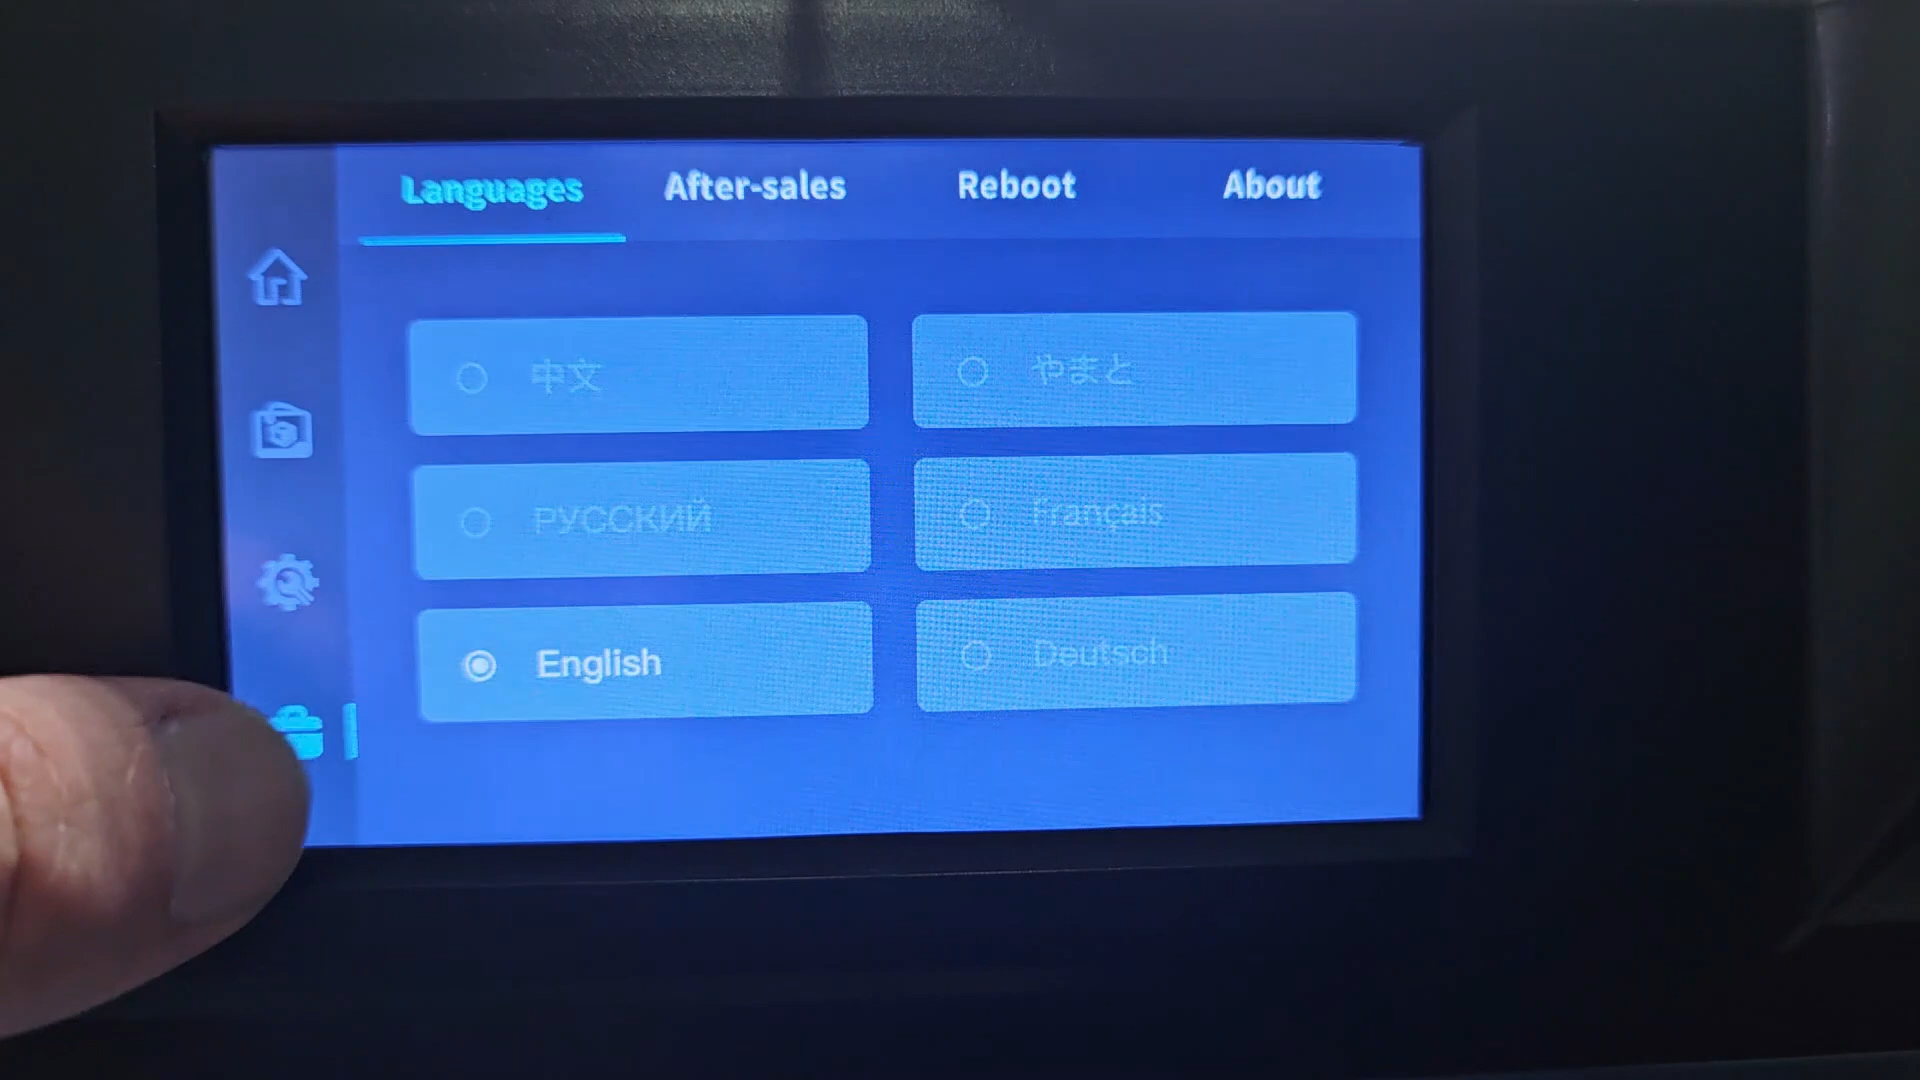 Languages After-sales Reboot About
中文 やまと
РУССКИЙ Français
English Deutsch